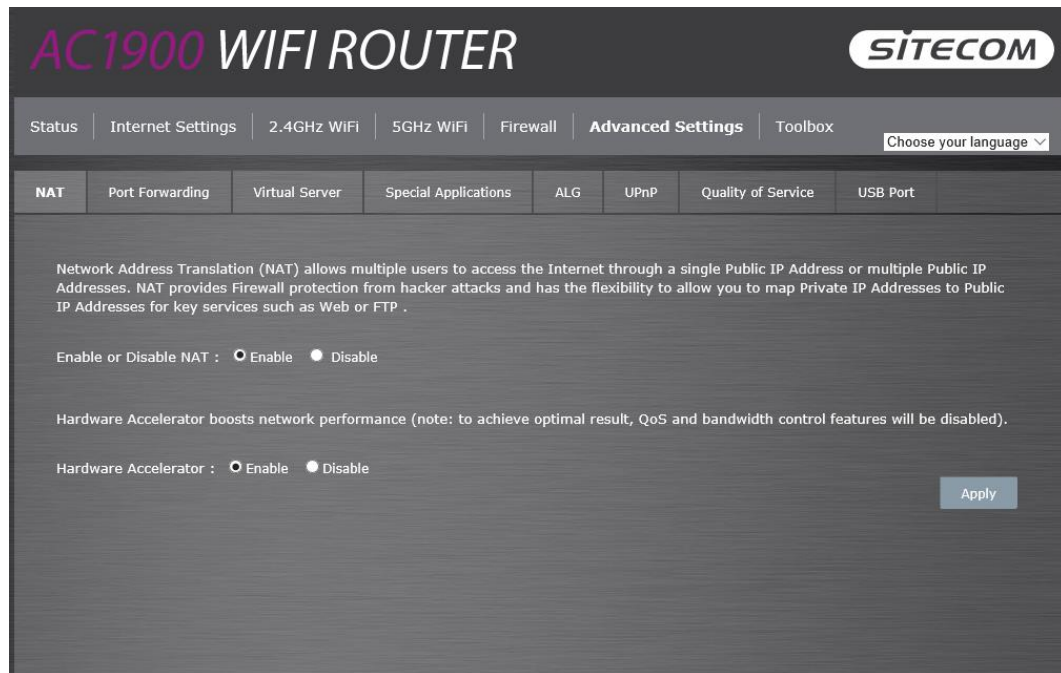 AC1900 WIFI ROUTER
SITECOM
Status Internet Settings 2.4GHz WiFi 5GHz WiFi Firewall Advanced Settings Toolbox
Choose your language
NAT Port Forwarding Virtual Server Special Applications ALG UPnP Quality of Service USB Port
Network Address Translation (NAT) allows multiple users to access the Internet through a single Public IP Address or multiple Public IP
Addresses. NAT provides Firewall protection from hacker attacks and has the flexibility to allow you to map Private IP Addresses to Public
IP Addresses for key services such as Web or FTP .
Enable or Disable NAT : Enable Disable
Hardware Accelerator boosts network performance (note: to achieve optimal result, QoS and bandwidth control features will be disabled).
Hardware Accelerator : Enable Disable
Apply